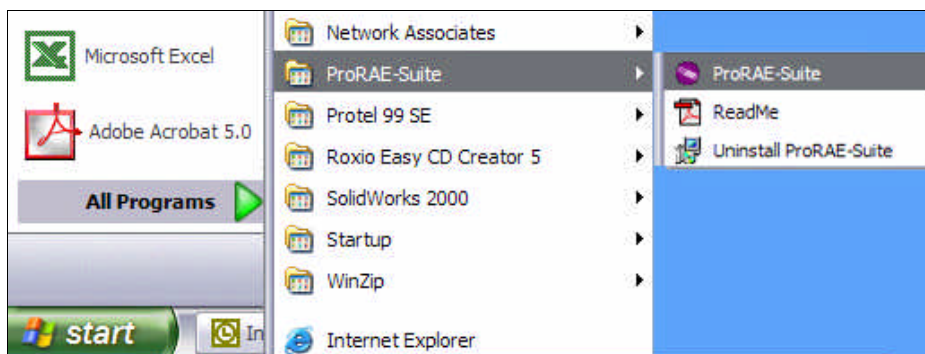 Microsoft Excel
Adobe Acrobat 5.0
All Programs
start
In
Network Associates
ProRAE-Suite
Protel 99 SE
Roxio Easy CD Creator 5
SolidWorks 2000
Startup
WinZip
Internet Explorer
ProRAE-Suite
ReadMe
Uninstall ProRAE-Suite